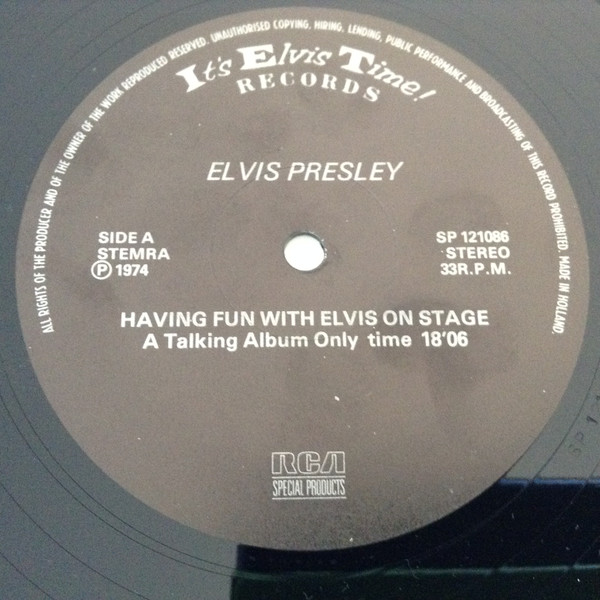 ALL RIGHTS OF THE PRODUCER AND OF THE OWNER OF THE WORK REPRODUCED RESERVED. UNAUTHORISED COPYING, HIRING, LENDING, PUBLIC PERFORMANCE AND BROADCASTING OF THIS RECORD PROHIBITED. MADE IN HOLLAND.
It's Elvis Time!
RECORDS
ELVIS PRESLEY
SIDE A
STEMRA
Ⓟ 1974
SP 121086
STEREO
33R.P.M.
HAVING FUN WITH ELVIS ON STAGE
A Talking Album Only time 18'06
RCA
SPECIAL PRODUCTS